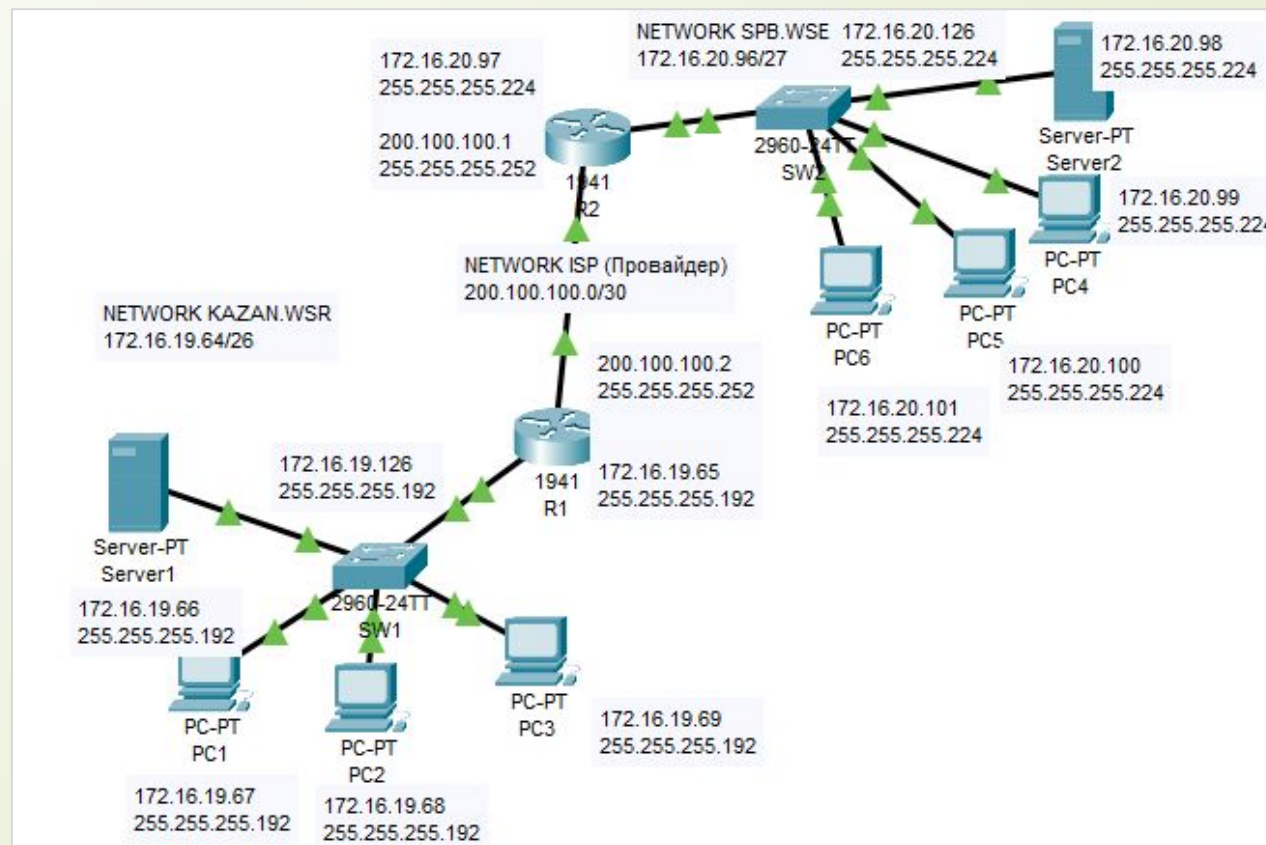 NETWORK SPB.WSE
172.16.20.96/27
172.16.20.126
255.255.255.224
172.16.20.97
255.255.255.224
200.100.100.1
255.255.255.252
172.16.20.98
255.255.255.224
Server-PT
Server2
2960-24TT
SW2
1941
R2
172.16.20.99
255.255.255.224
PC-PT
PC4
NETWORK ISP (Провайдер)
200.100.100.0/30
PC-PT
PC5
PC-PT
PC6
NETWORK KAZAN.WSR
172.16.19.64/26
200.100.100.2
255.255.255.252
172.16.20.100
255.255.255.224
172.16.20.101
255.255.255.224
172.16.19.126
255.255.255.192
1941
R1
172.16.19.65
255.255.255.192
Server-PT
Server1
172.16.19.66
255.255.255.192
2960-24TT
SW1
PC-PT
PC1
PC-PT
PC2
PC-PT
PC3
172.16.19.69
255.255.255.192
172.16.19.67
255.255.255.192
172.16.19.68
255.255.255.192